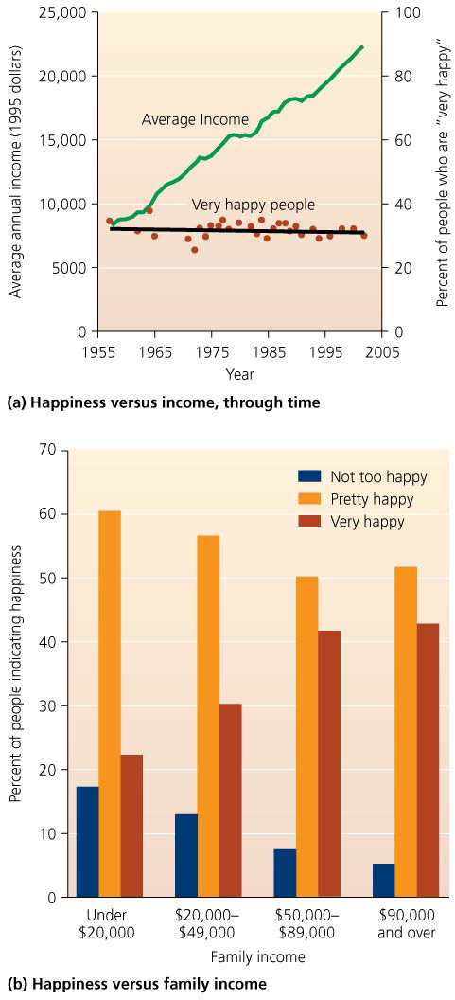 25,000
20,000
15,000
10,000
5000
0
Average annual income (1995 dollars)
100
80
60
40
20
0
Percent of people who are "very happy"
Average Income
Very happy people
1955 1965 1975 1985 1995 2005
Year
(a) Happiness versus income, through time
70
60
50
40
30
20
10
0
Percent of people indicating happiness
Not too happy
Pretty happy
Very happy
Under
$20,000
$20,000–
$49,000
$50,000–
$89,000
$90,000
and over
Family income
(b) Happiness versus family income